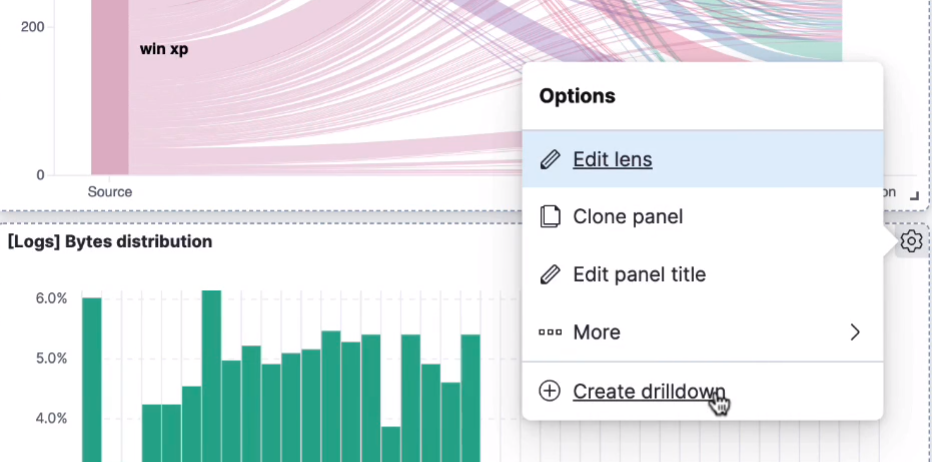 200
win xp
0
Source
on
[Logs] Bytes distribution
6.0%
5.0%
4.0%
Options
Edit lens
Clone panel
Edit panel title
More
Create drilldown